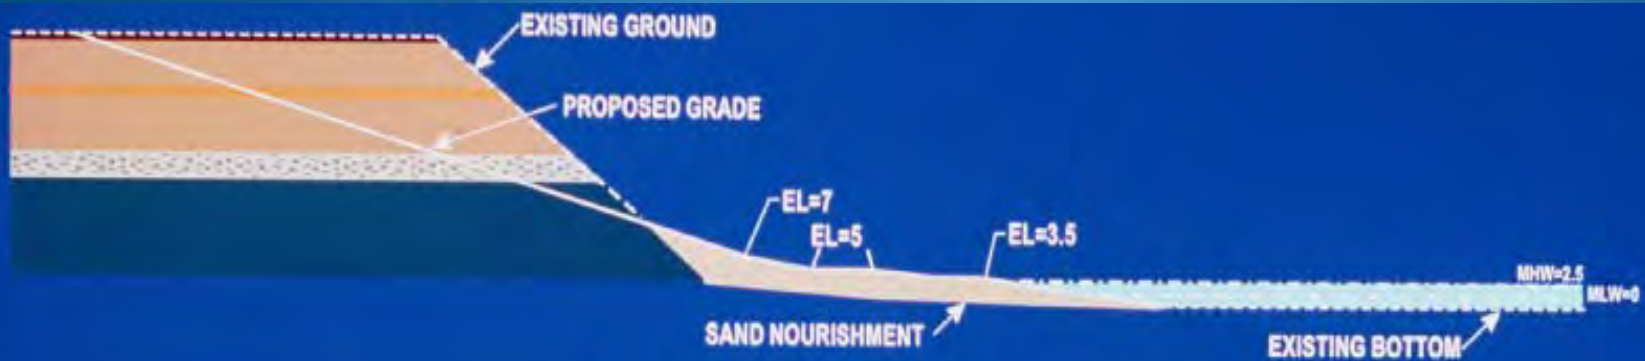 EXISTING GROUND
PROPOSED GRADE
EL=7
EL=5
EL=3.5
MHW=2.5
MLW=0
SAND NOURISHMENT
EXISTING BOTTOM